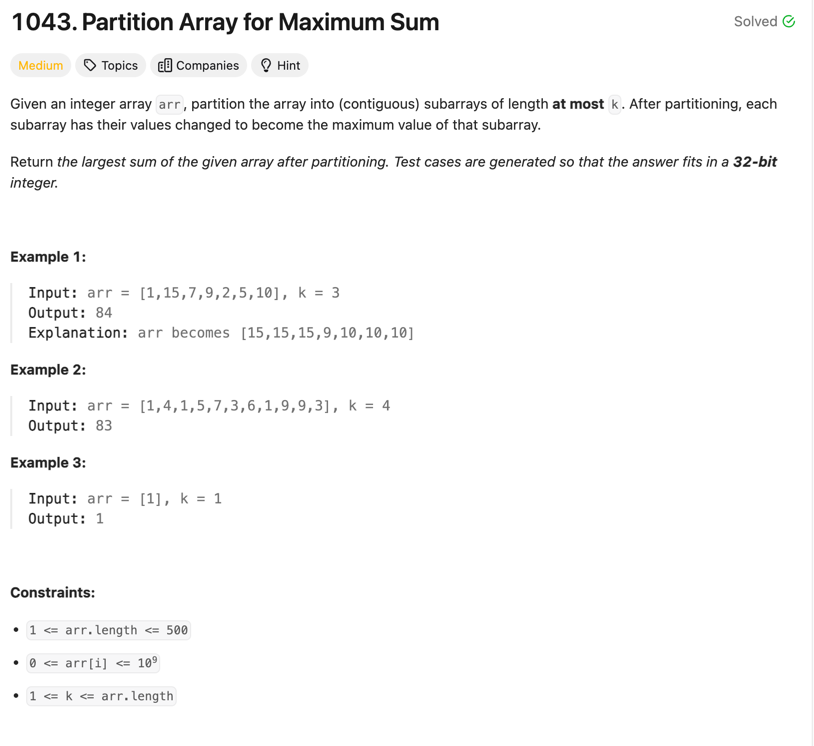 1043. Partition Array for Maximum Sum
Solved
Medium Topics Companies Hint
Given an integer array arr, partition the array into (contiguous) subarrays of length at most k. After partitioning, each
subarray has their values changed to become the maximum value of that subarray.
Return the largest sum of the given array after partitioning. Test cases are generated so that the answer fits in a 32-bit
integer.
Example 1:
Input: arr = [1,15,7,9,2,5,10], k = 3
Output: 84
Explanation: arr becomes [15,15,15,9,10,10,10]
Example 2:
Input: arr = [1,4,1,5,7,3,6,1,9,9,3], k = 4
Output: 83
Example 3:
Input: arr = [1], k = 1
Output: 1
Constraints:
• 1 <= arr.length <= 500
• 0 <= arr[i] <= 10⁹
• 1 <= k <= arr.length